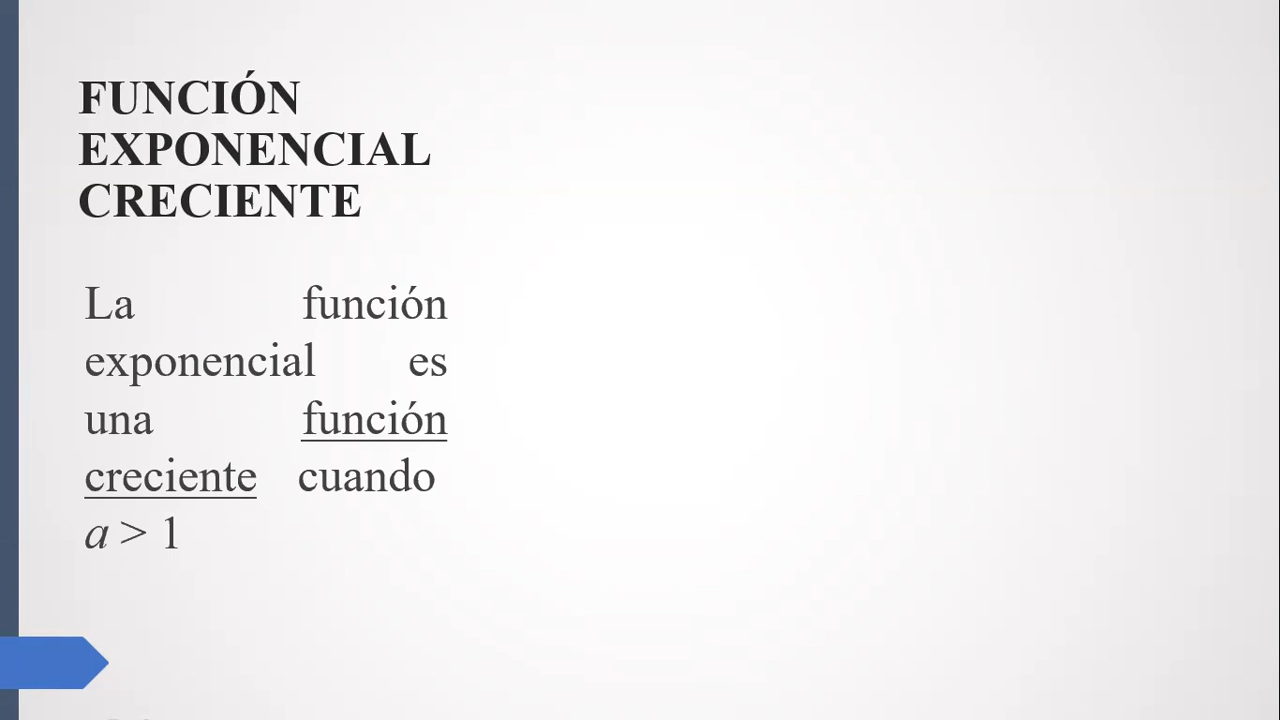 FUNCIÓN
EXPONENCIAL
CRECIENTE
La función
exponencial es
una función
creciente cuando
a > 1